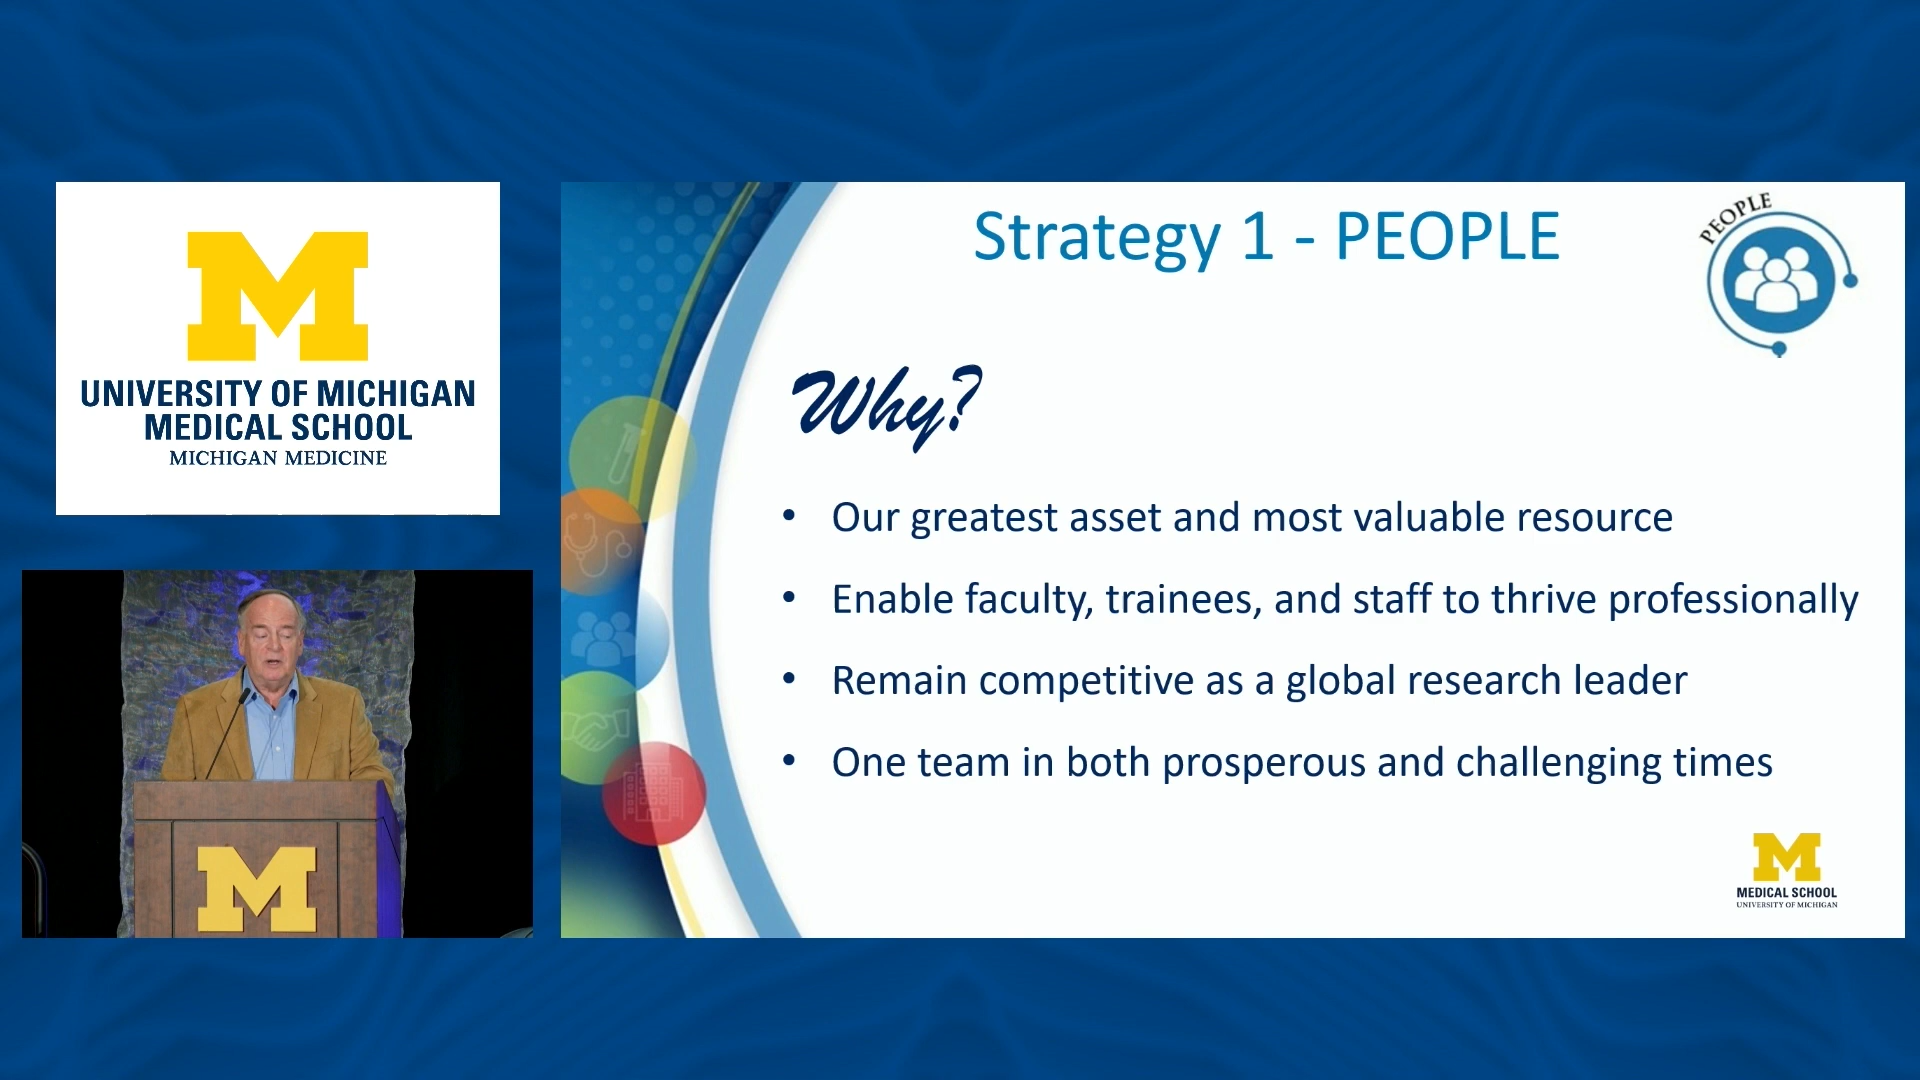 M
UNIVERSITY OF MICHIGAN
MEDICAL SCHOOL
MICHIGAN MEDICINE
M
Strategy 1 - PEOPLE
PEOPLE
Why?
• Our greatest asset and most valuable resource
• Enable faculty, trainees, and staff to thrive professionally
• Remain competitive as a global research leader
• One team in both prosperous and challenging times
M
MEDICAL SCHOOL
UNIVERSITY OF MICHIGAN